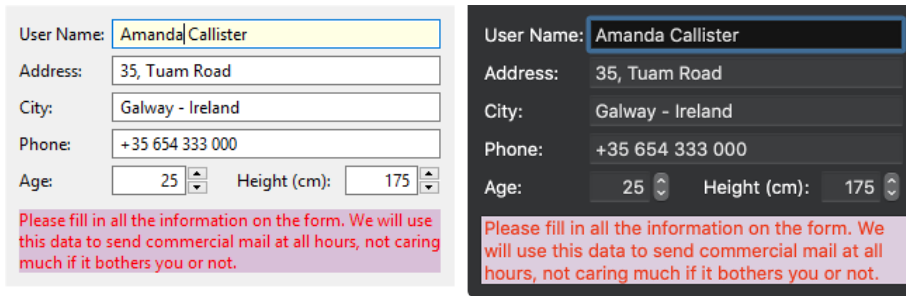 User Name: Amanda Callister
Address: 35, Tuam Road
City: Galway - Ireland
Phone: +35 654 333 000
Age: 25 Height (cm): 175
Please fill in all the information on the form. We will use
this data to send commercial mail at all hours, not caring
much if it bothers you or not.
User Name: Amanda Callister
Address: 35, Tuam Road
City: Galway - Ireland
Phone: +35 654 333 000
Age: 25 Height (cm): 175
Please fill in all the information on the form. We
will use this data to send commercial mail at all
hours, not caring much if it bothers you or not.